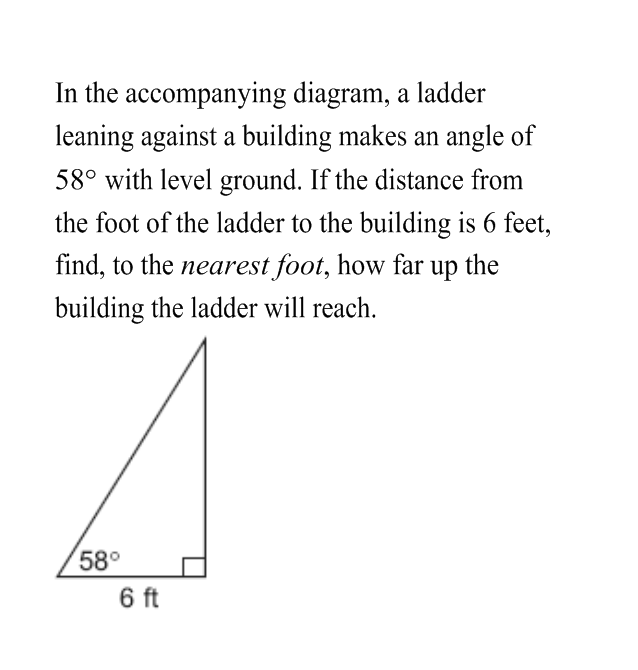 In the accompanying diagram, a ladder
leaning against a building makes an angle of
58° with level ground. If the distance from
the foot of the ladder to the building is 6 feet,
find, to the nearest foot, how far up the
building the ladder will reach.
58°
6 ft